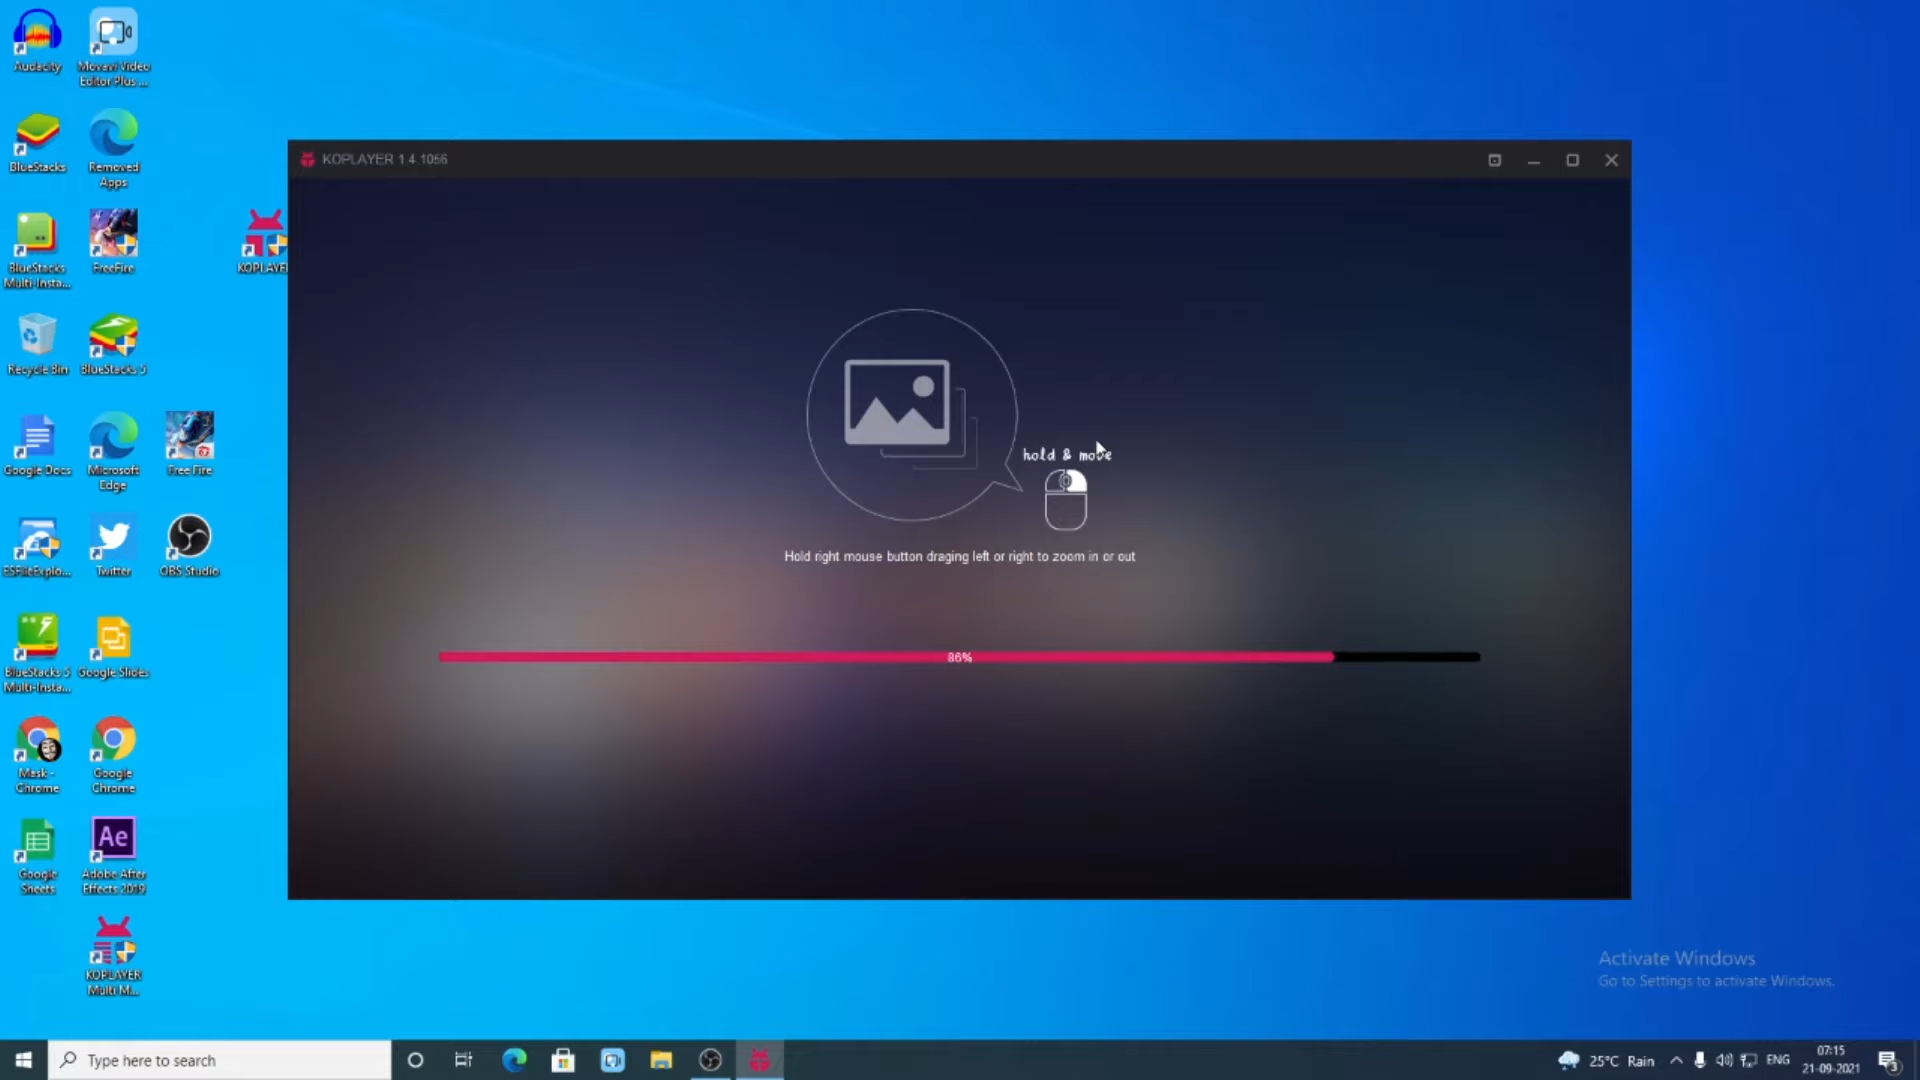 Audacity
Movavi Video
Editor Plus ...
BlueStacks
Removed
Apps
BlueStacks
Multi-Insta...
FreeFire
KOPLAYE
Recycle Bin
BlueStacks 5
Google Docs
Microsoft
Edge
Free Fire
ESFileExplo...
Twitter
OBS Studio
BlueStacks 5
Multi-Insta...
Google Slides
Mask -
Chrome
Google
Chrome
Google
Sheets
Ae
Adobe After
Effects 2019
KOPLAYER
Multi M...
KOPLAYER 1.4.1056
hold & move
Hold right mouse button draging left or right to zoom in or out
86%
Activate Windows
Go to Settings to activate Windows.
Type here to search
25°C Rain
ENG
07:15
21-09-2021
3